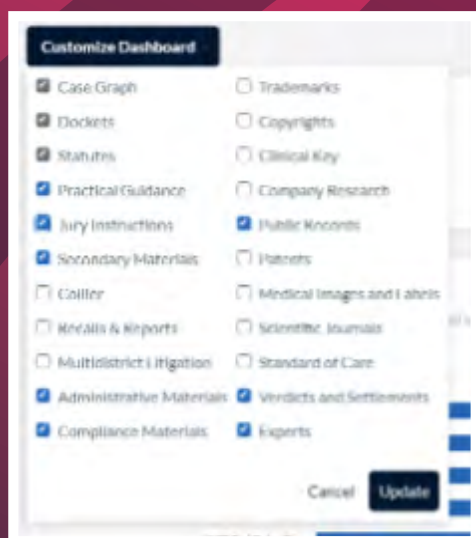 Customize Dashboard
Case Graph
Dockets
Statutes
Practical Guidance
Jury Instructions
Secondary Materials
Collier
Recalls & Reports
Multidistrict Litigation
Administrative Materials
Compliance Materials
Trademarks
Copyrights
Clinical Key
Company Research
Public Records
Patents
Medical Images and Labels
Scientific Journals
Standard of Care
Verdicts and Settlements
Experts
Cancel Update